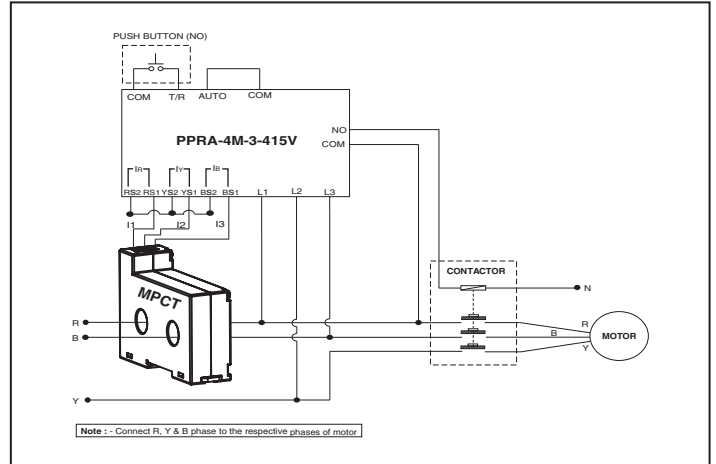 PUSH BUTTON (NO)
COM T/R AUTO COM
PPRA-4M-3-415V
NO
COM
IR IY IB
RS2 RS1 YS2 YS1 BS2 BS1 L1 L2 L3
I1 I2 I3
CONTACTOR
MPCT
N
R
B
R
B
Y
MOTOR
Y
Note : - Connect R, Y & B phase to the respective phases of motor